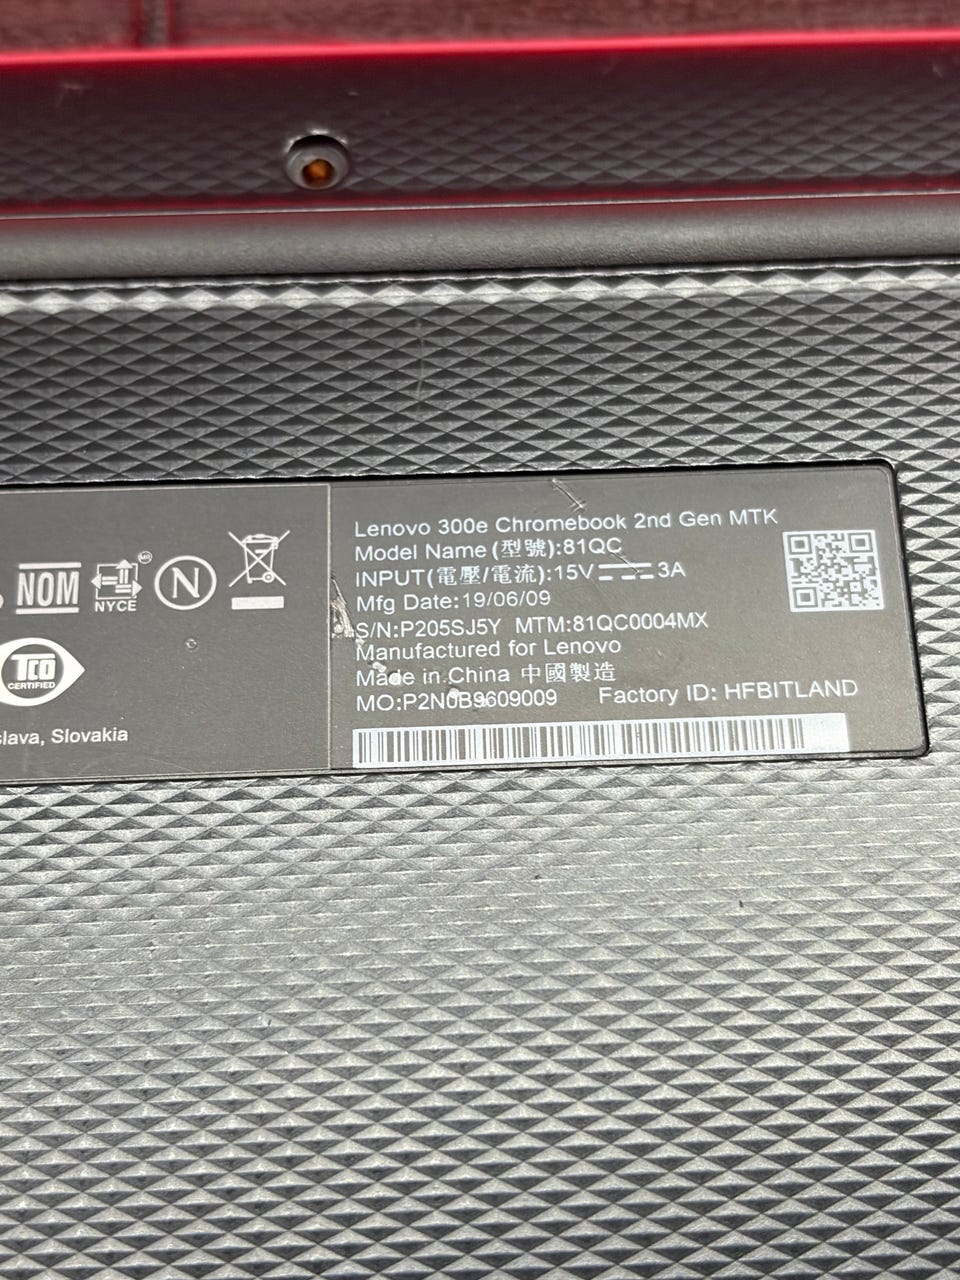 NOM
NYCE
N
TCO
CERTIFIED
slava, Slovakia
Lenovo 300e Chromebook 2nd Gen MTK
Model Name(型號):81QC
INPUT(電壓/電流):15V 3A
Mfg Date:19/06/09
S/N:P205SJ5Y MTM:81QC0004MX
Manufactured for Lenovo
Made in China 中國製造
MO:P2N0B9609009 Factory ID: HFBITLAND